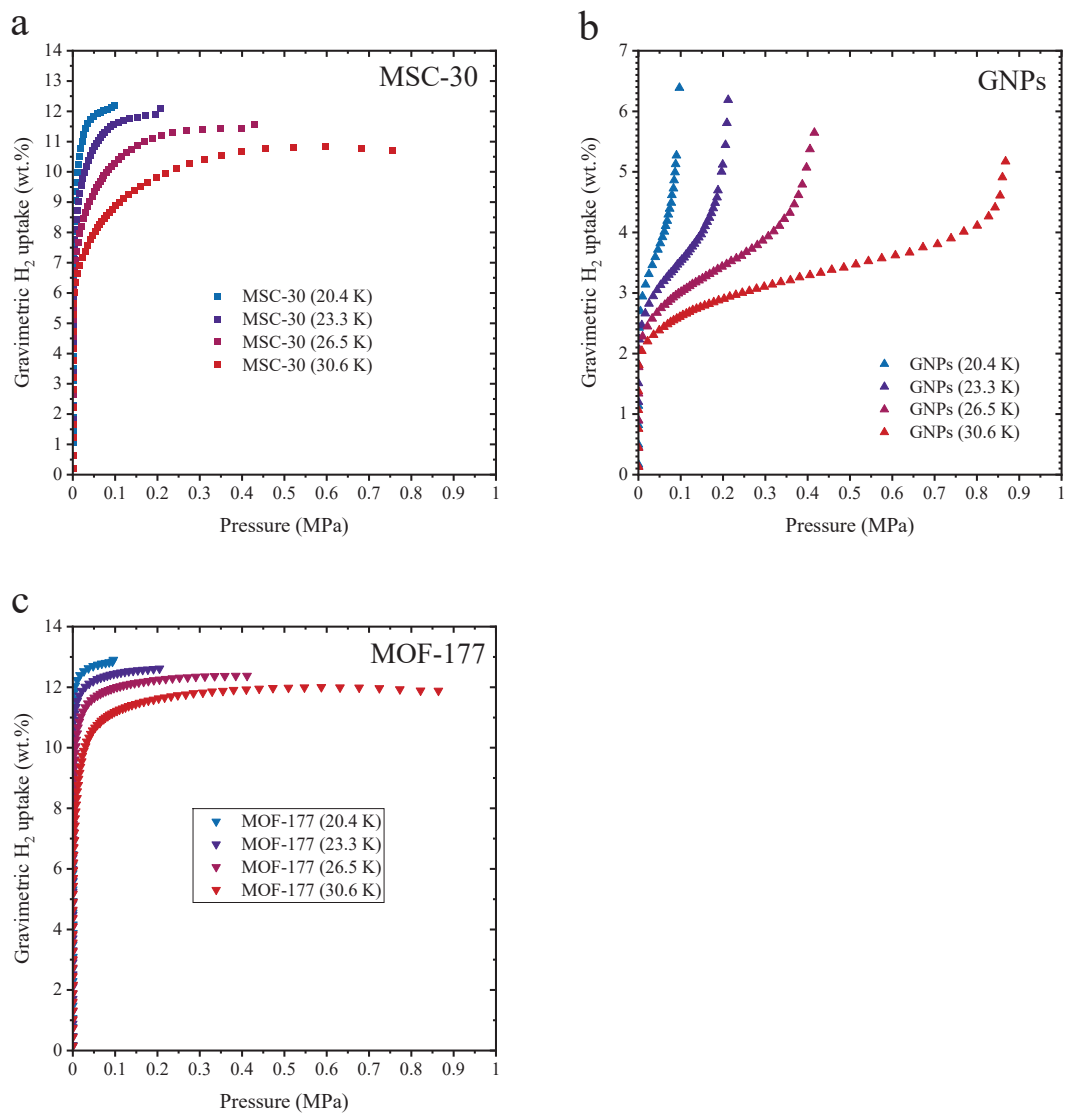 a
MSC-30
14
13
12
11
10
9
8
7
6
5
4
3
2
1
0
Gravimetric H₂ uptake (wt.%)
MSC-30 (20.4 K)
MSC-30 (23.3 K)
MSC-30 (26.5 K)
MSC-30 (30.6 K)
0 0.1 0.2 0.3 0.4 0.5 0.6 0.7 0.8 0.9 1
Pressure (MPa)
b
GNPs
7
6
5
4
3
2
1
0
Gravimetric H₂ uptake (wt.%)
GNPs (20.4 K)
GNPs (23.3 K)
GNPs (26.5 K)
GNPs (30.6 K)
0 0.1 0.2 0.3 0.4 0.5 0.6 0.7 0.8 0.9 1
Pressure (MPa)
c
MOF-177
14
12
10
8
6
4
2
0
Gravimetric H₂ uptake (wt.%)
MOF-177 (20.4 K)
MOF-177 (23.3 K)
MOF-177 (26.5 K)
MOF-177 (30.6 K)
0 0.1 0.2 0.3 0.4 0.5 0.6 0.7 0.8 0.9 1
Pressure (MPa)